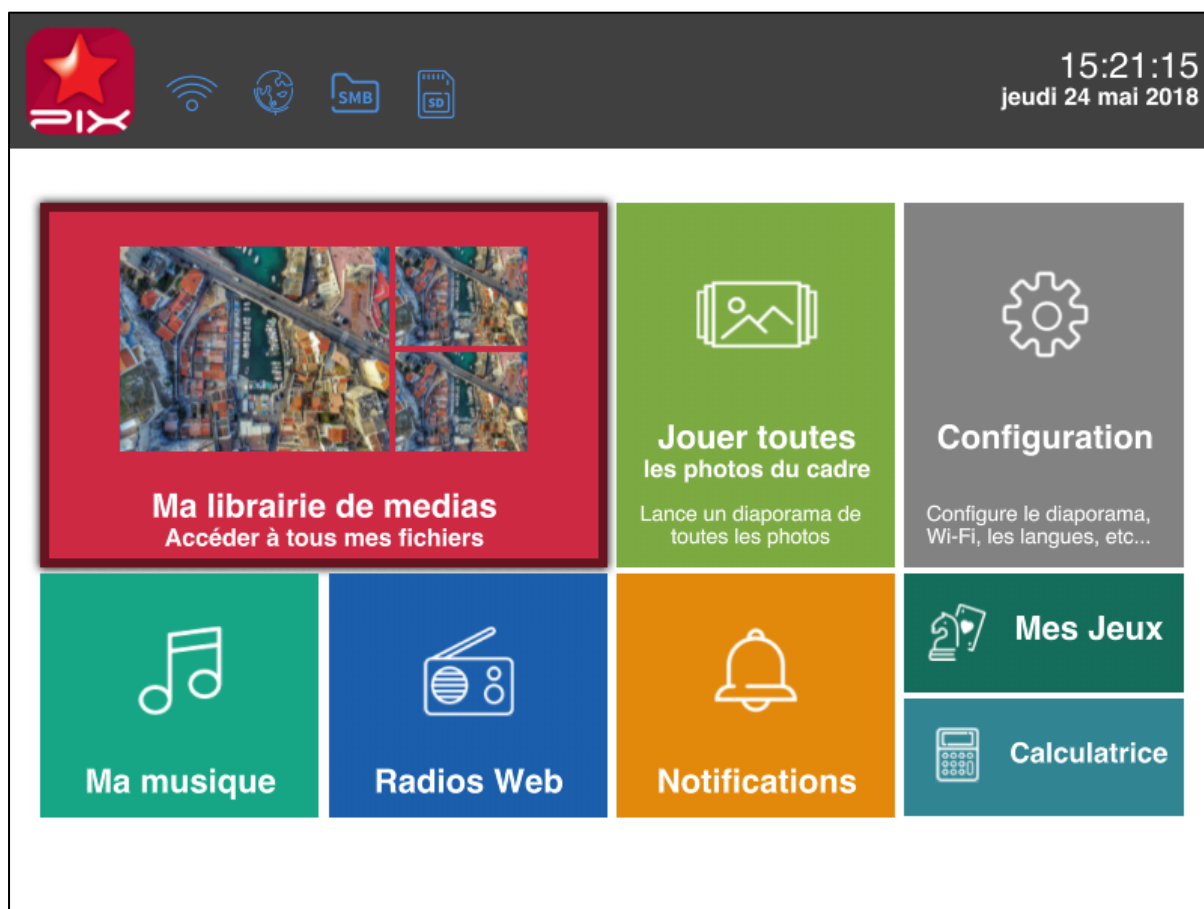 PIX
SMB
SD
15:21:15
jeudi 24 mai 2018
Ma librairie de medias
Accéder à tous mes fichiers
Jouer toutes
les photos du cadre
Lance un diaporama de
toutes les photos
Configuration
Configure le diaporama,
Wi-Fi, les langues, etc...
Ma musique
Radios Web
Notifications
Mes Jeux
Calculatrice